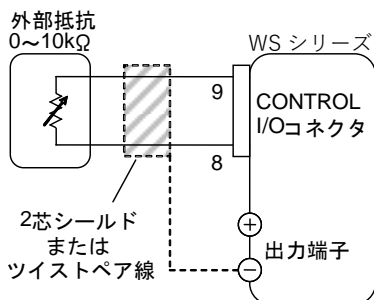 外部抵抗
0～10kΩ
WS シリーズ
9
CONTROL
I/Oコネクタ
8
2芯シールド
または
ツイストペア線
+
出力端子
−